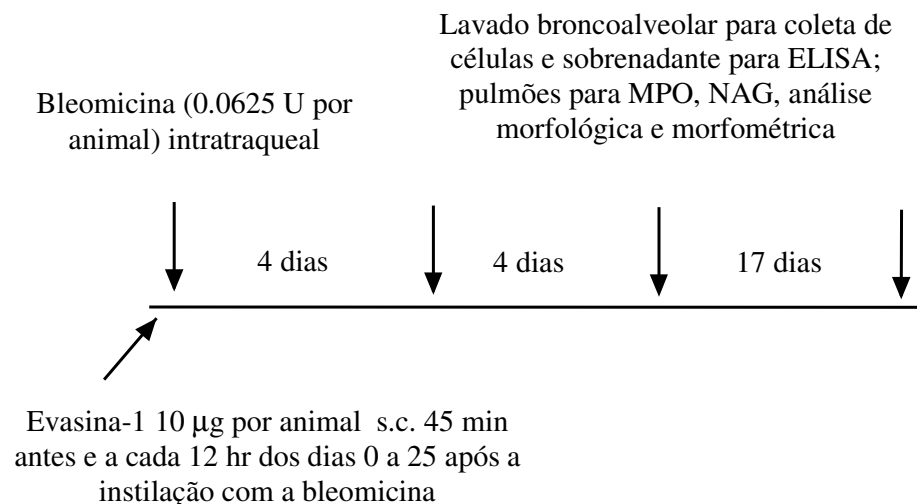 Lavado broncoalveolar para coleta de
células e sobrenadante para ELISA;
pulmões para MPO, NAG, análise
morfológica e morfométrica
Bleomicina (0.0625 U por
animal) intratraqueal
4 dias
4 dias
17 dias
Evasina-1 10 μg por animal s.c. 45 min
antes e a cada 12 hr dos dias 0 a 25 após a
instilação com a bleomicina